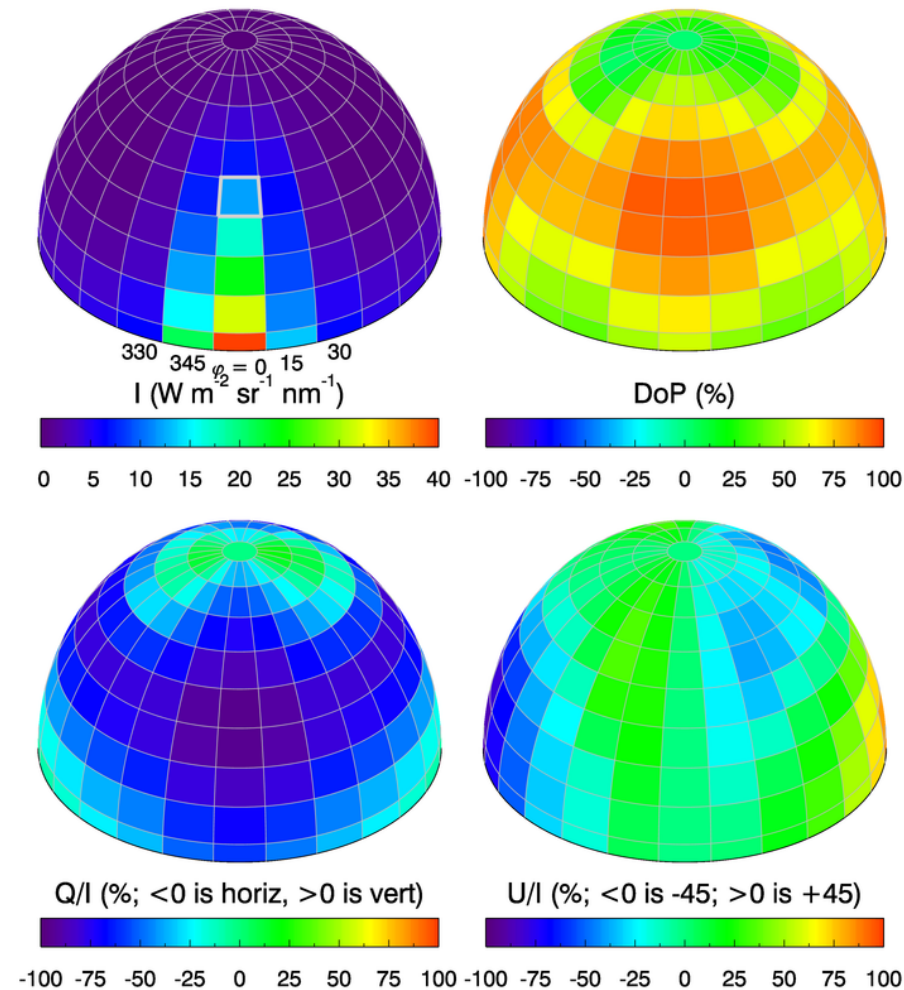 330 345 φ = 0 15 30
I (W m-2 sr-1 nm-1)
DoP (%)
0 5 10 15 20 25 30 35 40
-100 -75 -50 -25 0 25 50 75 100
Q/I (%; <0 is horiz, >0 is vert)
U/I (%; <0 is -45; >0 is +45)
-100 -75 -50 -25 0 25 50 75 100
-100 -75 -50 -25 0 25 50 75 100